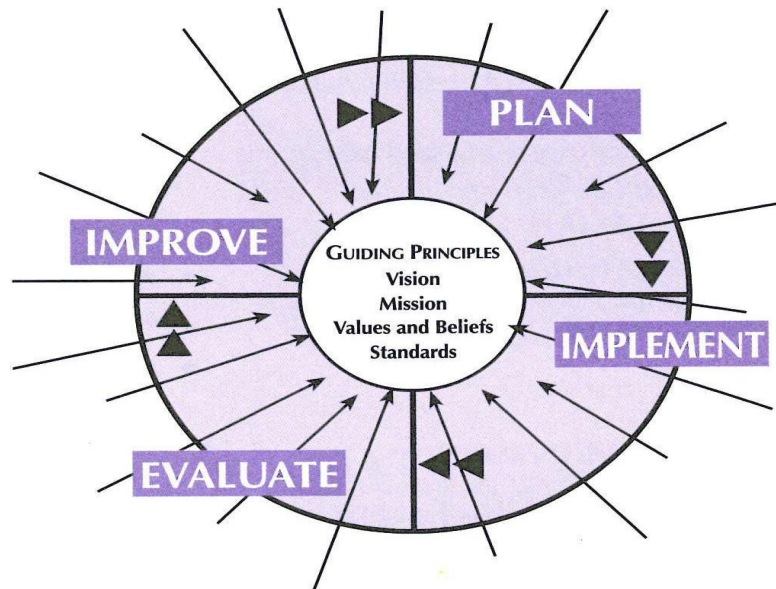 PLAN
IMPROVE
GUIDING PRINCIPLES
Vision
Mission
Values and Beliefs
Standards
IMPLEMENT
EVALUATE